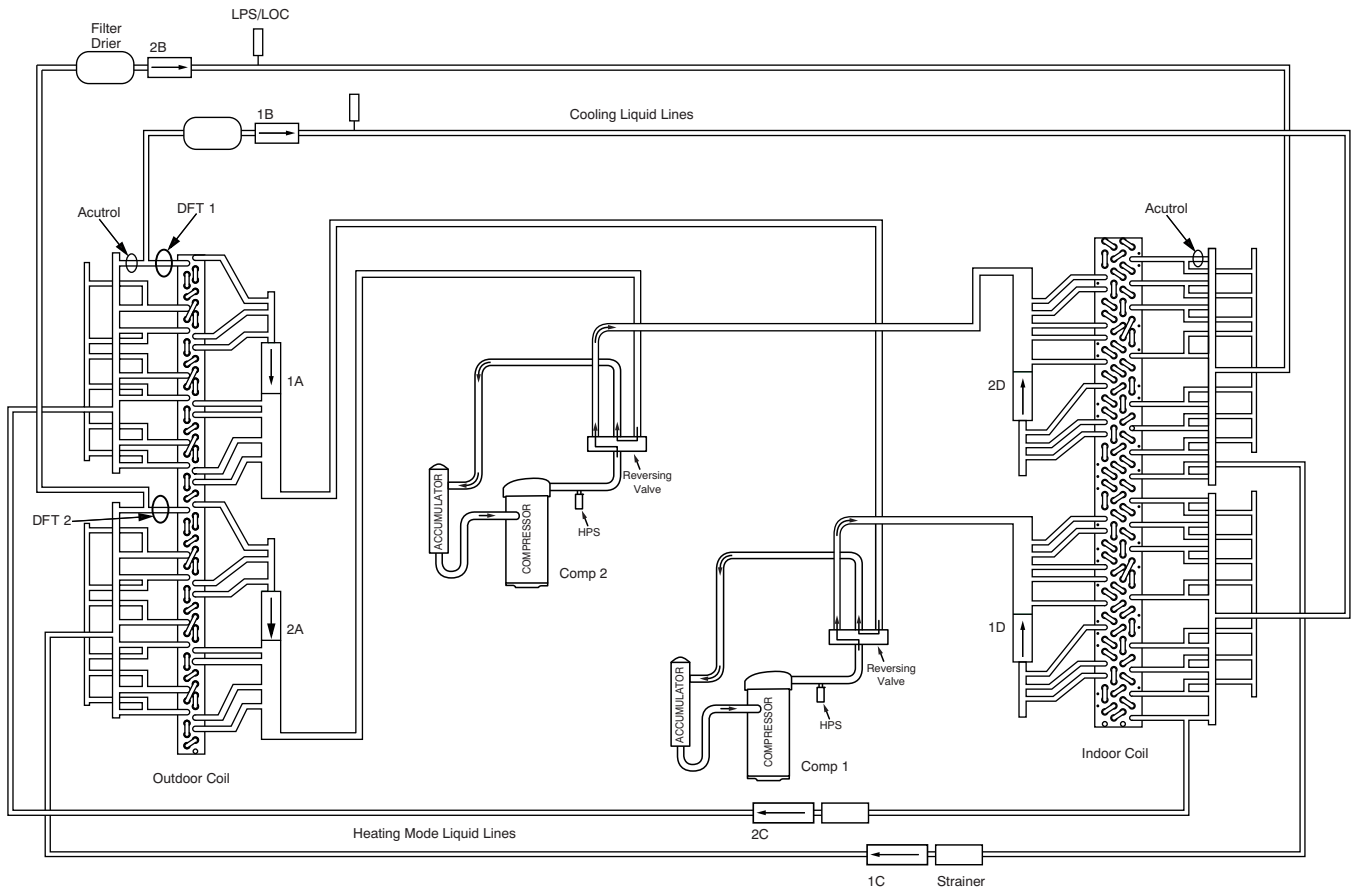 LPS/LOC
Filter
Drier
2B
1B
Cooling Liquid Lines
Acutrol
DFT 1
Acutrol
1A
2D
Reversing
Valve
ACCUMULATOR
COMPRESSOR
HPS
DFT 2
Comp 2
2A
1D
Reversing
Valve
ACCUMULATOR
COMPRESSOR
HPS
Comp 1
Outdoor Coil
Indoor Coil
2C
Heating Mode Liquid Lines
1C
Strainer